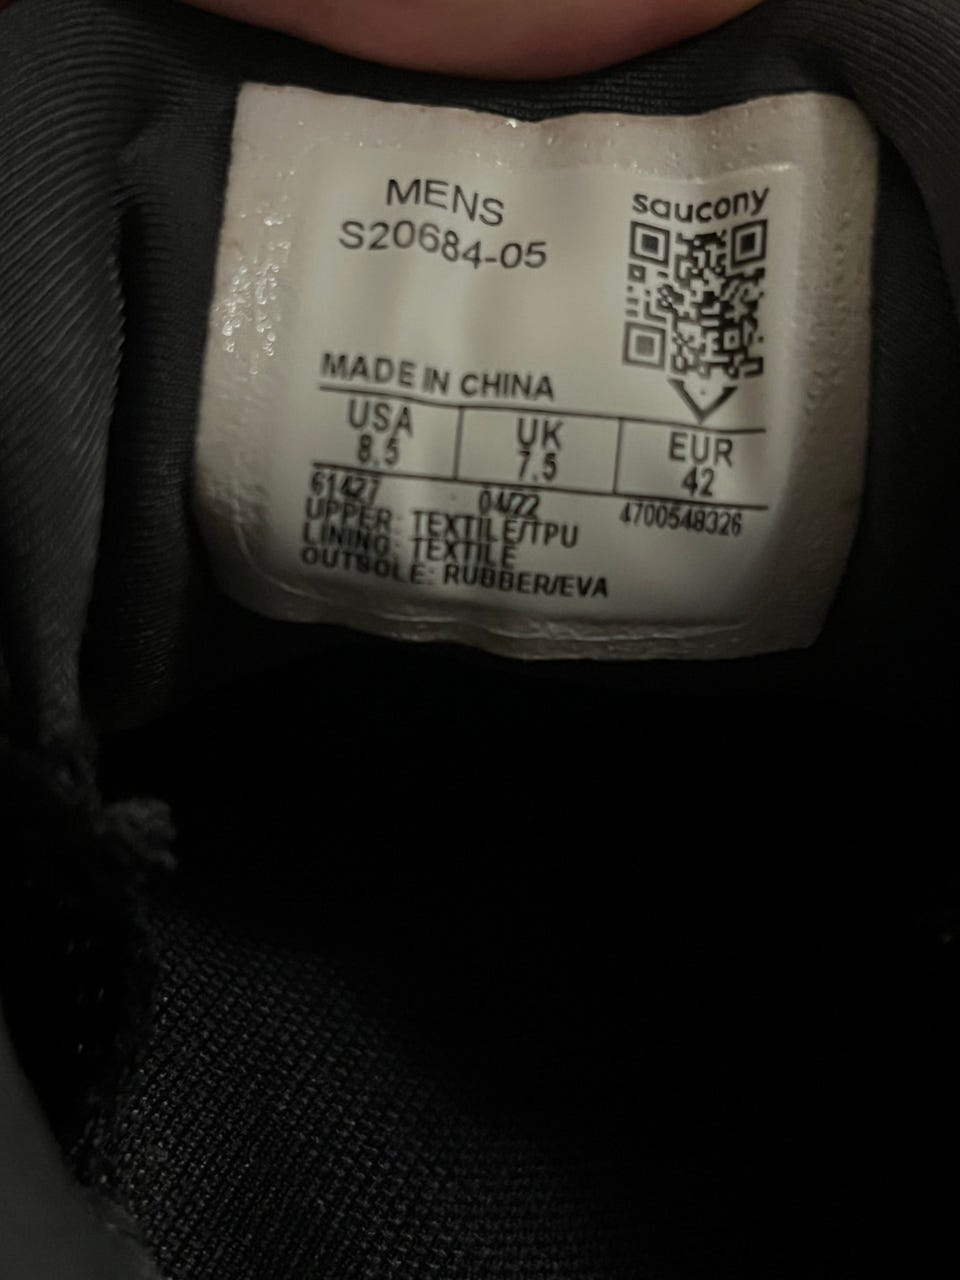 MENS
S20684-05
saucony
MADE IN CHINA
USA UK EUR
8.5 7.5 42
61427 04/22 4700548326
UPPER: TEXTILE/TPU
LINING: TEXTILE
OUTSOLE: RUBBER/EVA